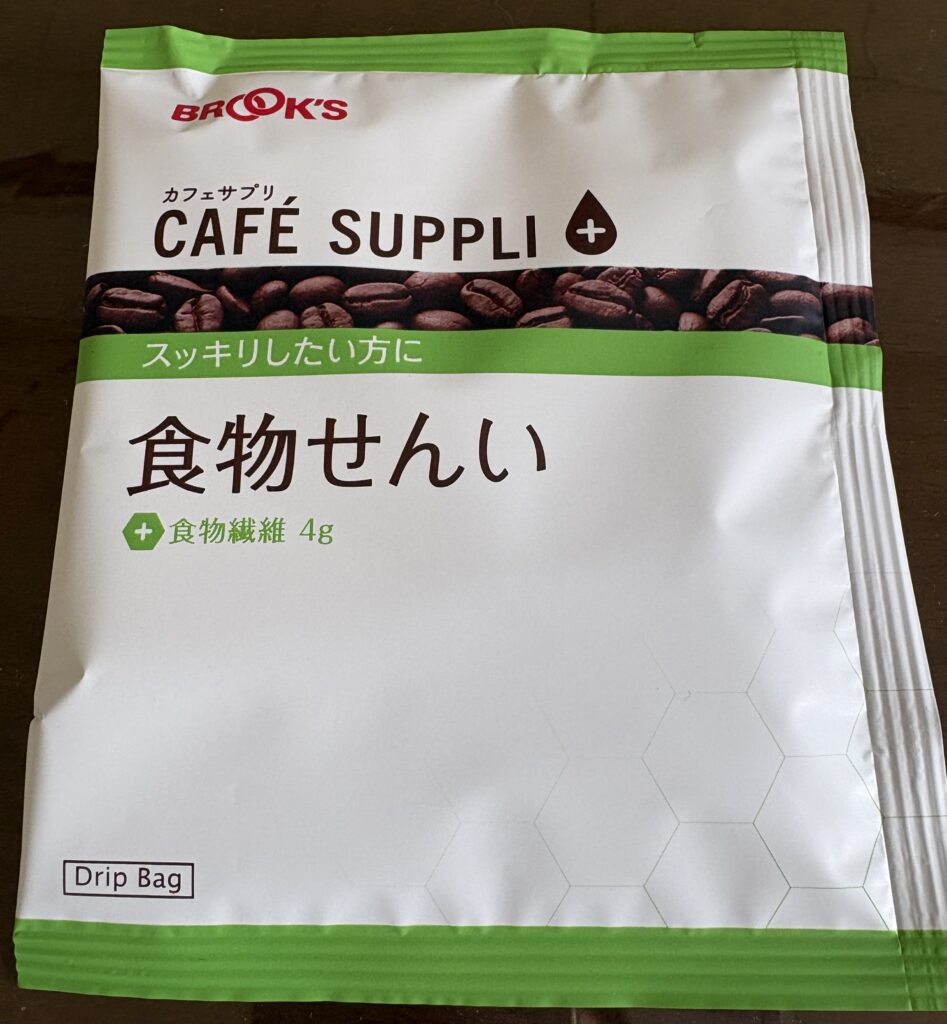 BROOK'S
カフェサプリ
CAFÉ SUPPLI
スッキリしたい方に
食物せんい
食物繊維 4g
Drip Bag